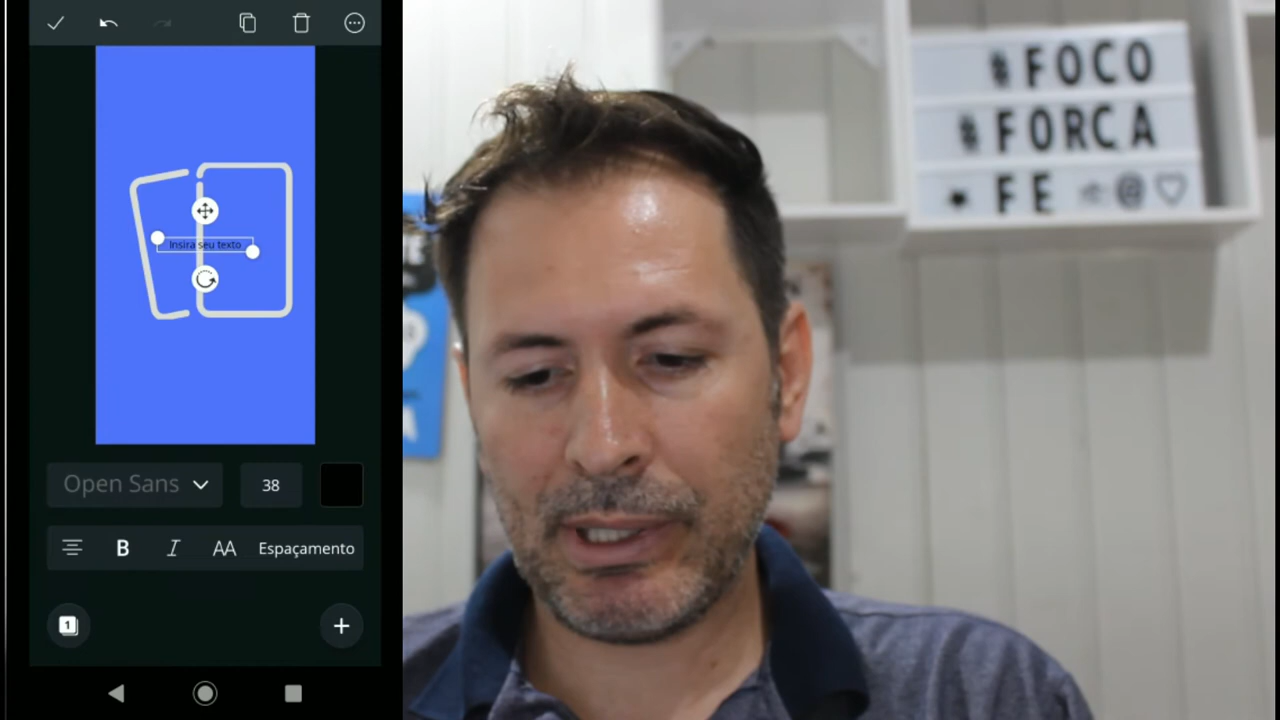 Insira seu texto
Open Sans
38
B
I
AA
Espaçamento
1
#FOCO
#FORCA
FE @
A